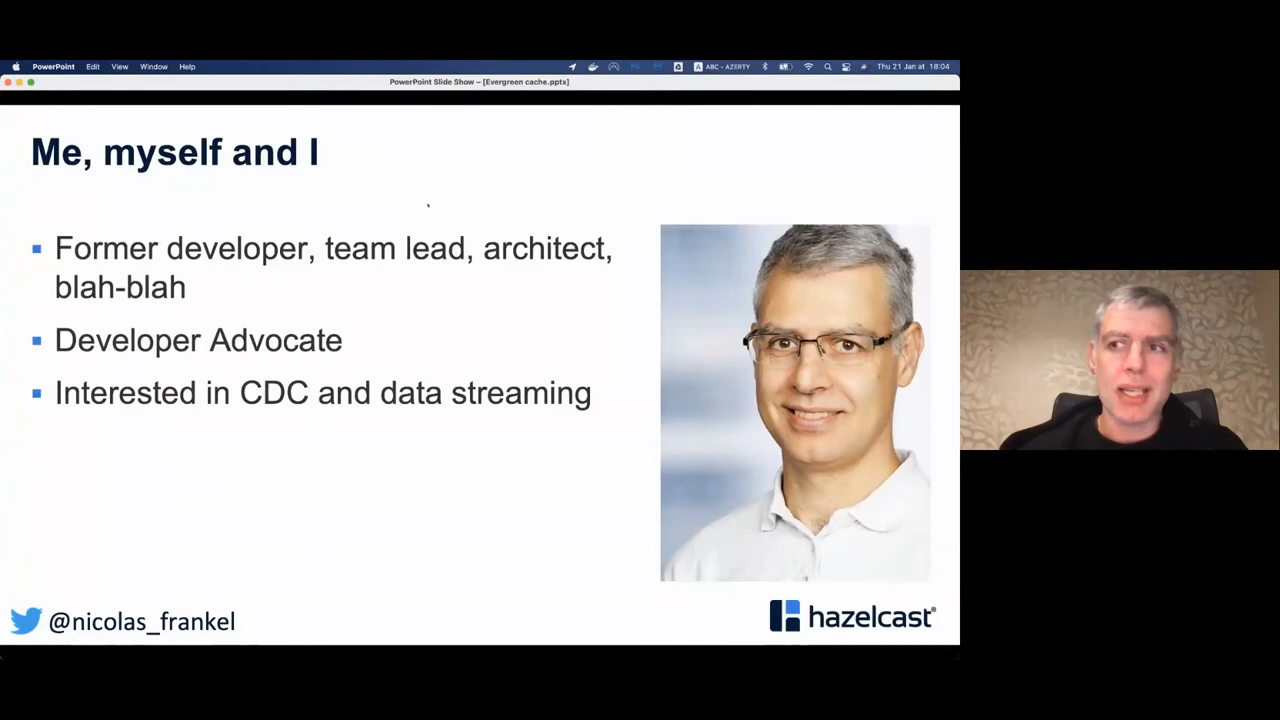 PowerPoint Edit View Window Help ABC - AZERTY Thu 21 Jan at 18:04
PowerPoint Slide Show – [Evergreen cache.pptx]
Me, myself and I
Former developer, team lead, architect,
blah-blah
Developer Advocate
Interested in CDC and data streaming
@nicolas_frankel
hazelcast®